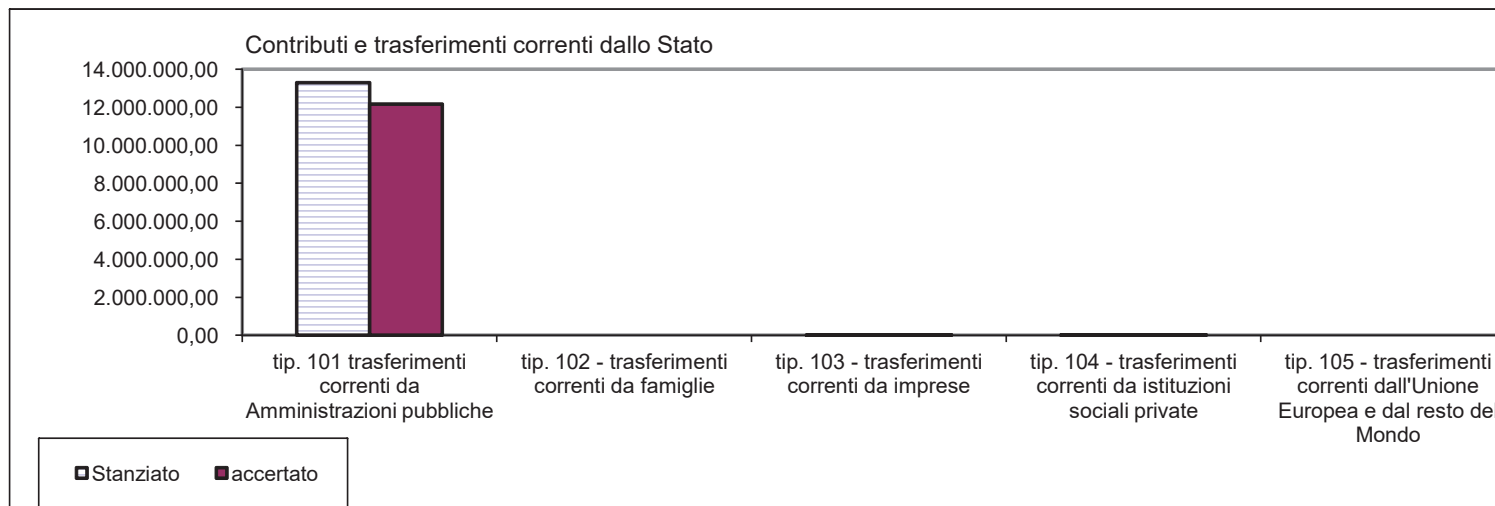 Contributi e trasferimenti correnti dallo Stato
14.000.000,00
12.000.000,00
10.000.000,00
8.000.000,00
6.000.000,00
4.000.000,00
2.000.000,00
0,00
tip. 101 trasferimenti
correnti da
Amministrazioni pubbliche
tip. 102 - trasferimenti
correnti da famiglie
tip. 103 - trasferimenti
correnti da imprese
tip. 104 - trasferimenti
correnti da istituzioni
sociali private
tip. 105 - trasferimenti
correnti dall'Unione
Europea e dal resto del
Mondo
Stanziato
accertato